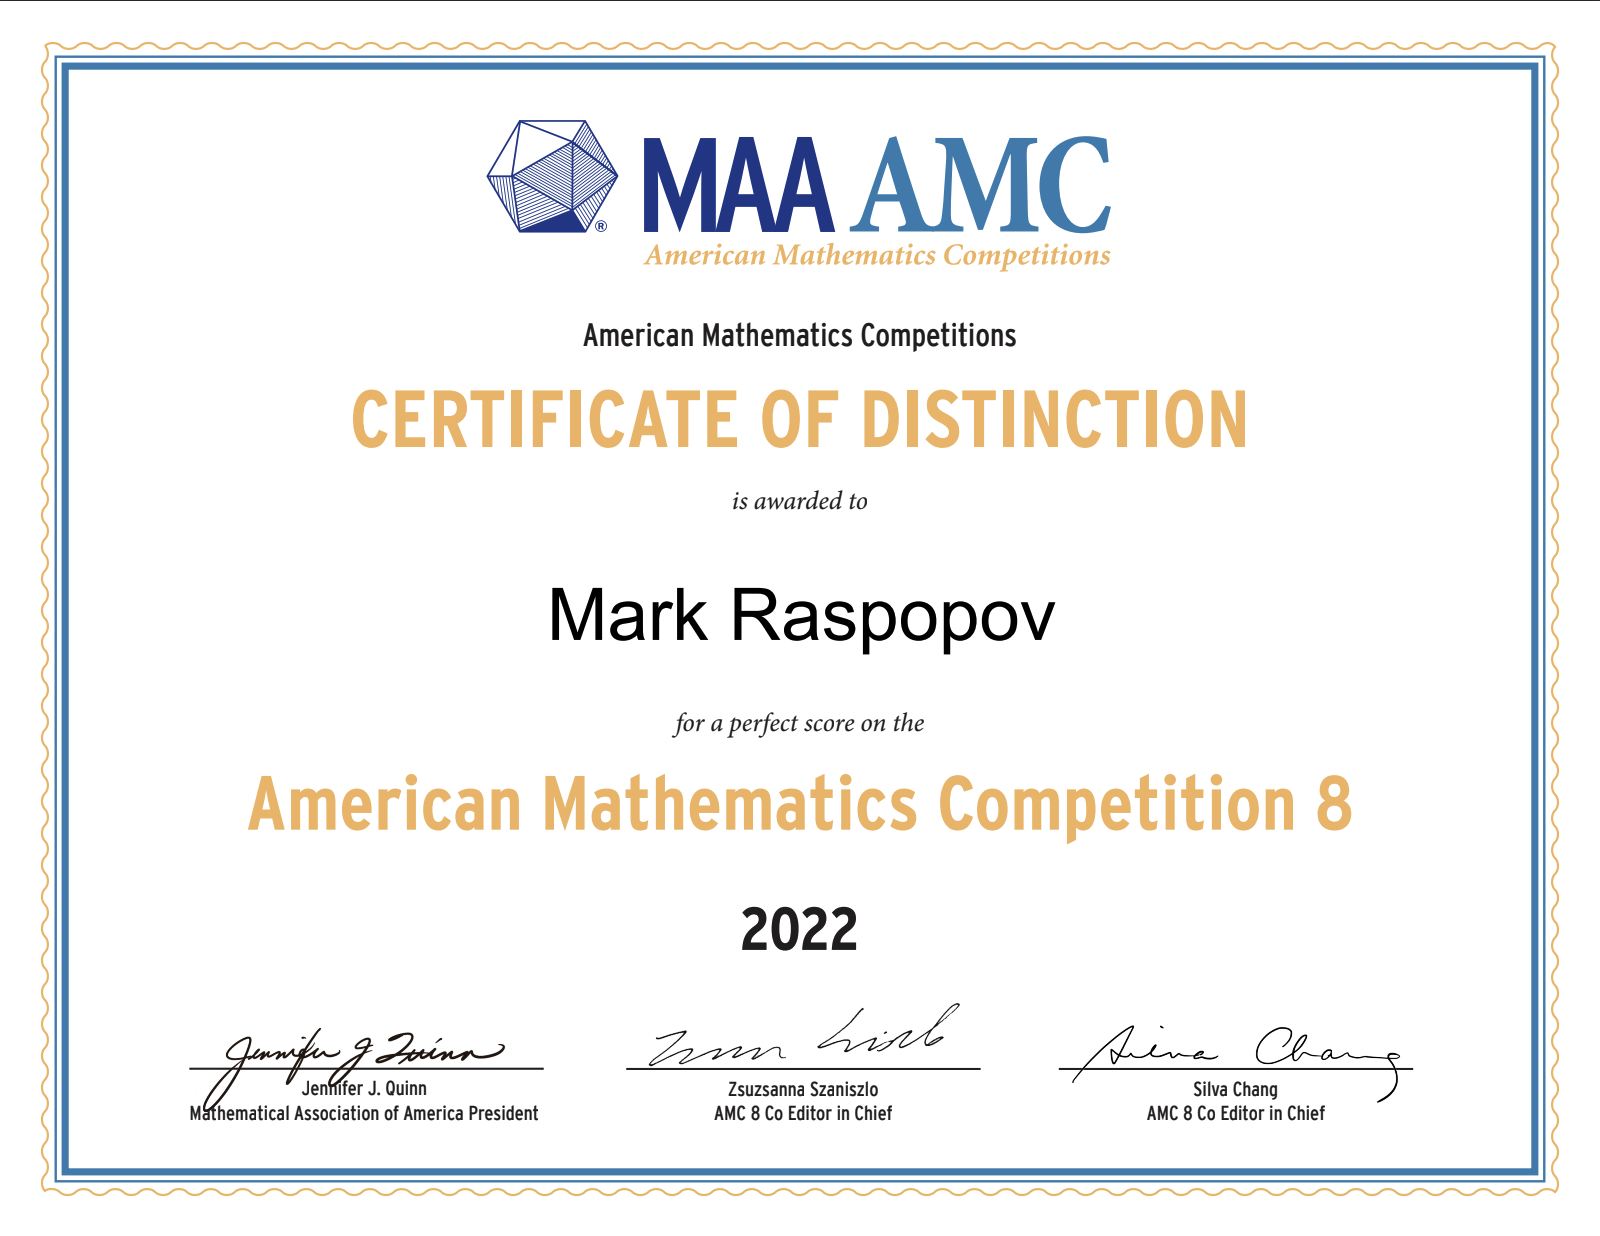 MAA AMC
®
American Mathematics Competitions
American Mathematics Competitions
CERTIFICATE OF DISTINCTION
is awarded to
Mark Raspopov
for a perfect score on the
American Mathematics Competition 8
2022
Jennifer J Quinn
Jennifer J. Quinn
Mathematical Association of America President
Zsuzsanna Szaniszlo
AMC 8 Co Editor in Chief
Silva Chang
Silva Chang
AMC 8 Co Editor in Chief